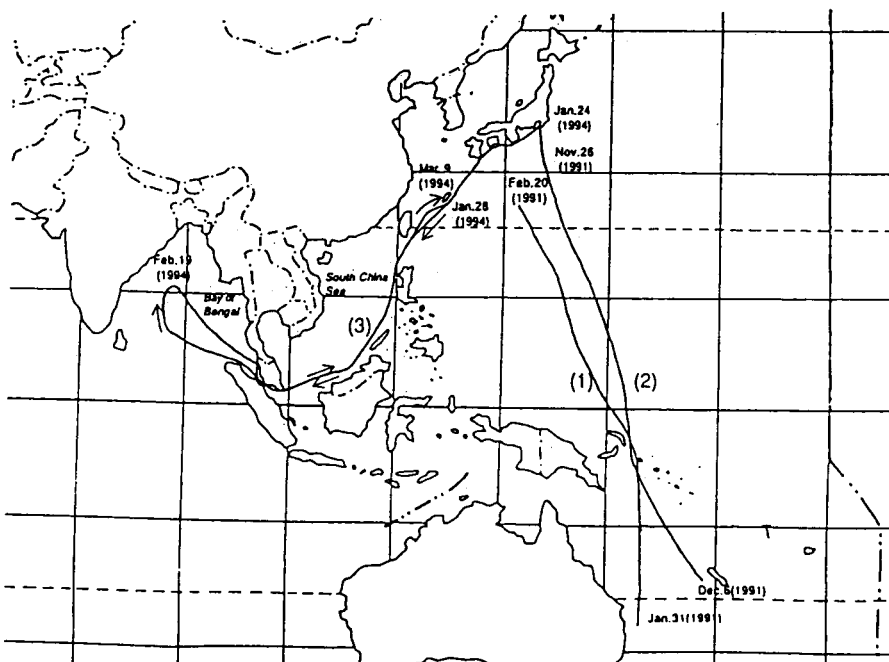 Jan.24
(1994)
Nov.26
(1991)
Mar.9
(1994)
Feb.20
(1991)
Jan.28
(1994)
Feb.19
(1994)
Bay of
Bengal
South China
Sea
(3)
(1)
(2)
Dec.6(1991)
Jan.31(1991)